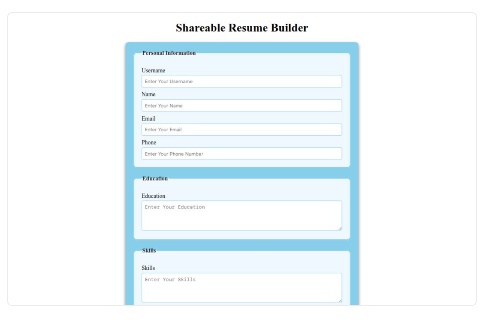 Shareable Resume Builder
Personal Information
Username
Enter Your Username
Name
Enter Your Name
Email
Enter Your Email
Phone
Enter Your Phone Number
Education
Education
Enter Your Education
Skills
Skills
Enter Your Skills